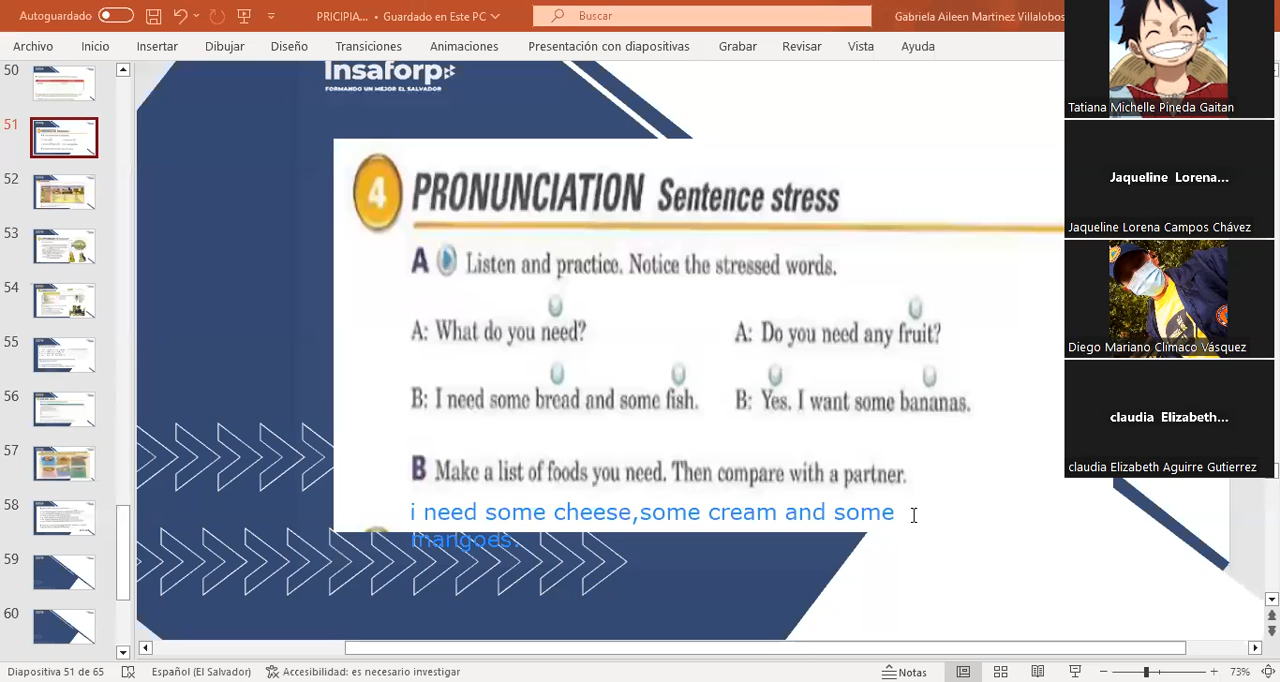 Autoguardado
PRICIPIA... • Guardado en Este PC
Buscar
Gabriela Aileen Martinez Villalobos
Archivo Inicio Insertar Dibujar Diseño Transiciones Animaciones Presentación con diapositivas Grabar Revisar Vista Ayuda
50
51
52
53
54
55
56
57
58
59
60
Insaforp
FORMANDO UN MEJOR EL SALVADOR
4 PRONUNCIATION Sentence stress
A Listen and practice. Notice the stressed words.
A: What do you need?
B: I need some bread and some fish.
A: Do you need any fruit?
B: Yes. I want some bananas.
B Make a list of foods you need. Then compare with a partner.
i need some cheese,some cream and some
mangoes.
Tatiana Michelle Pineda Gaitan
Jaqueline Lorena...
Jaqueline Lorena Campos Chávez
Diego Mariano Clímaco Vásquez
claudia Elizabeth...
claudia Elizabeth Aguirre Gutierrez
Diapositiva 51 de 65
Español (El Salvador)
Accesibilidad: es necesario investigar
Notas
73%